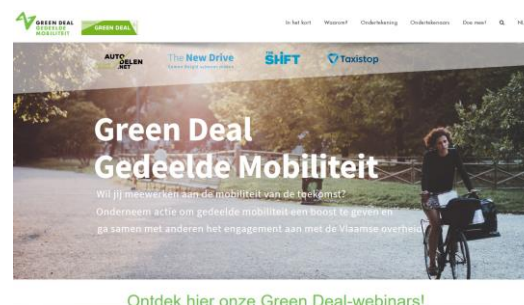 GREEN DEAL
GEDEELDE
MOBILITEIT
GREEN DEAL
In het kort Waarom? Ondertekening Ondertekenaars Doe mee! NL
AUTO
DELEN
.NET
The New Drive
THE SHIFT
Taxistop
Green Deal
Gedeelde Mobiliteit
Wil jij meewerken aan de mobiliteit van de toekomst?
Onderneem actie om gedeelde mobiliteit een boost te geven en
ga samen met anderen het engagement aan met de Vlaamse overheid
Ontdek hier onze Green Deal-webinars!